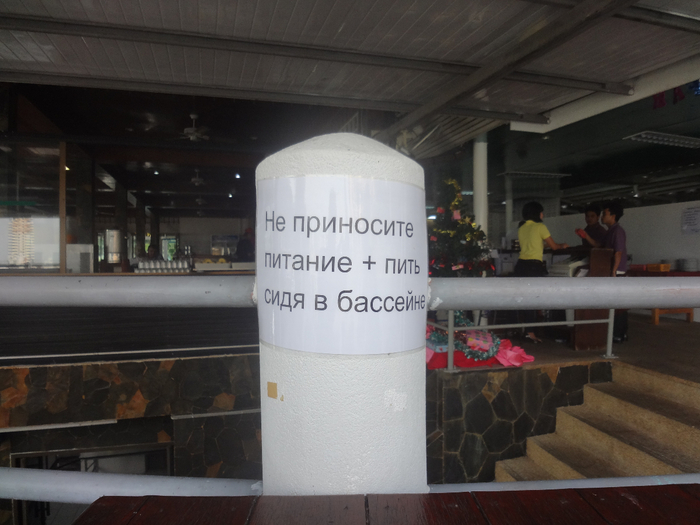 Не приносите
питание + пить
сидя в бассейне